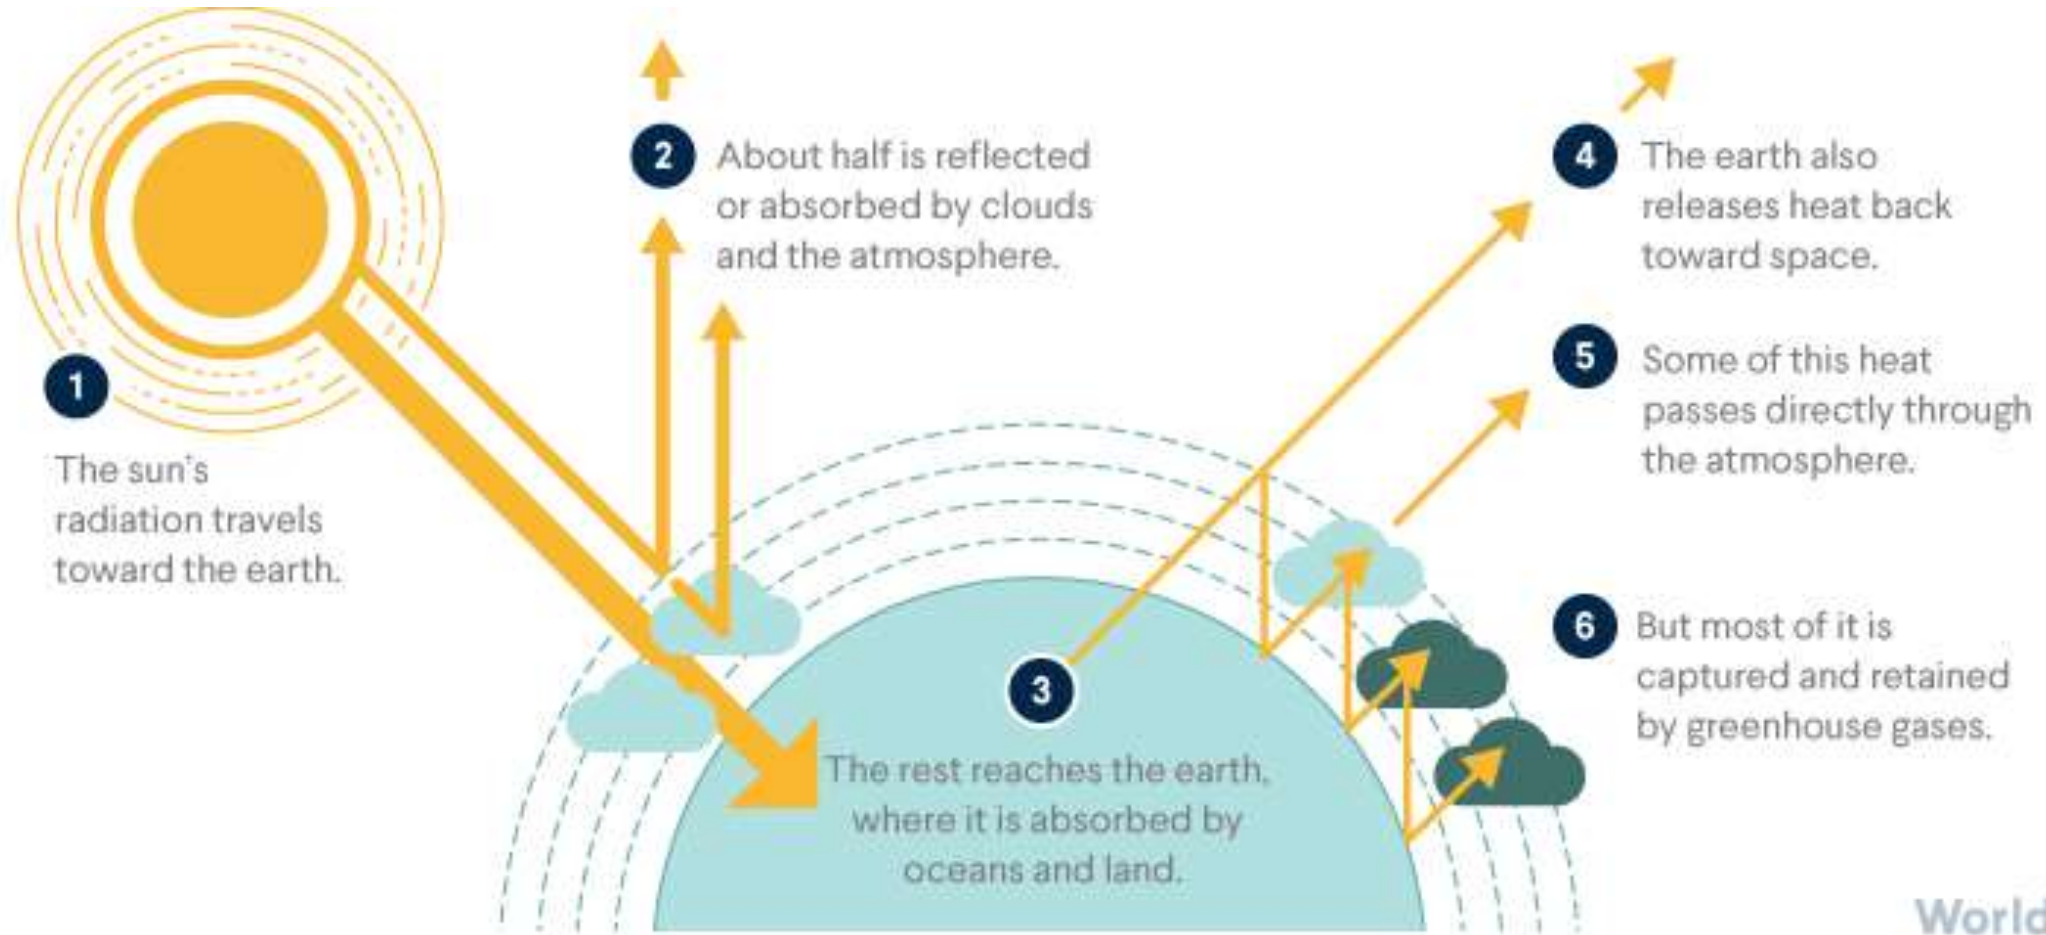 1
The sun's
radiation travels
toward the earth.
2
About half is reflected
or absorbed by clouds
and the atmosphere.
3
The rest reaches the earth,
where it is absorbed by
oceans and land.
4
The earth also
releases heat back
toward space.
5
Some of this heat
passes directly through
the atmosphere.
6
But most of it is
captured and retained
by greenhouse gases.
World